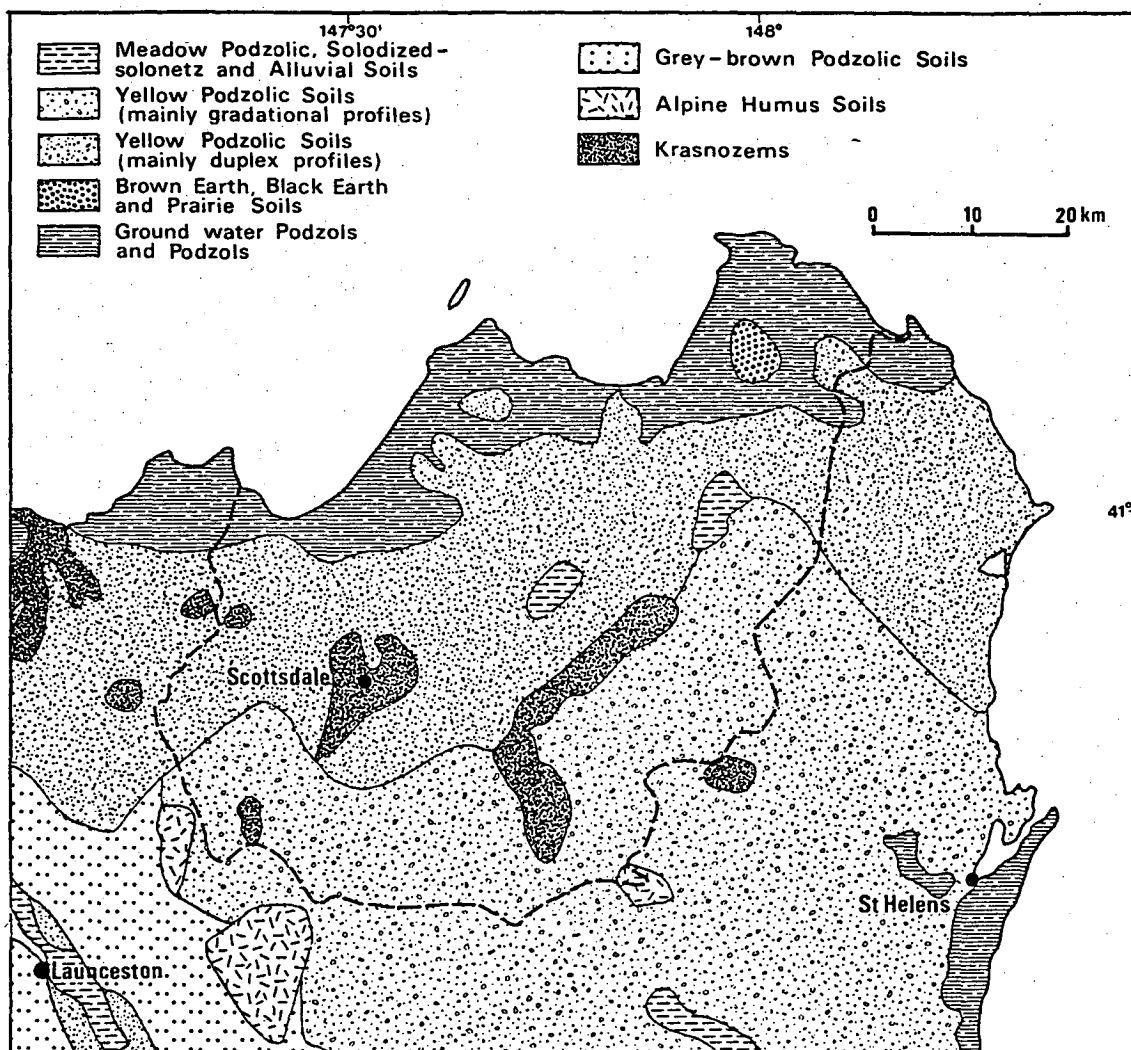 147°30'
148°
Meadow Podzolic, Solodized-
solonetz and Alluvial Soils
Yellow Podzolic Soils
(mainly gradational profiles)
Yellow Podzolic Soils
(mainly duplex profiles)
Brown Earth, Black Earth
and Prairie Soils
Ground water Podzols
and Podzols
Grey-brown Podzolic Soils
Alpine Humus Soils
Krasnozems
0 10 20 km
41°
Scottsdale
St Helens
Launceston